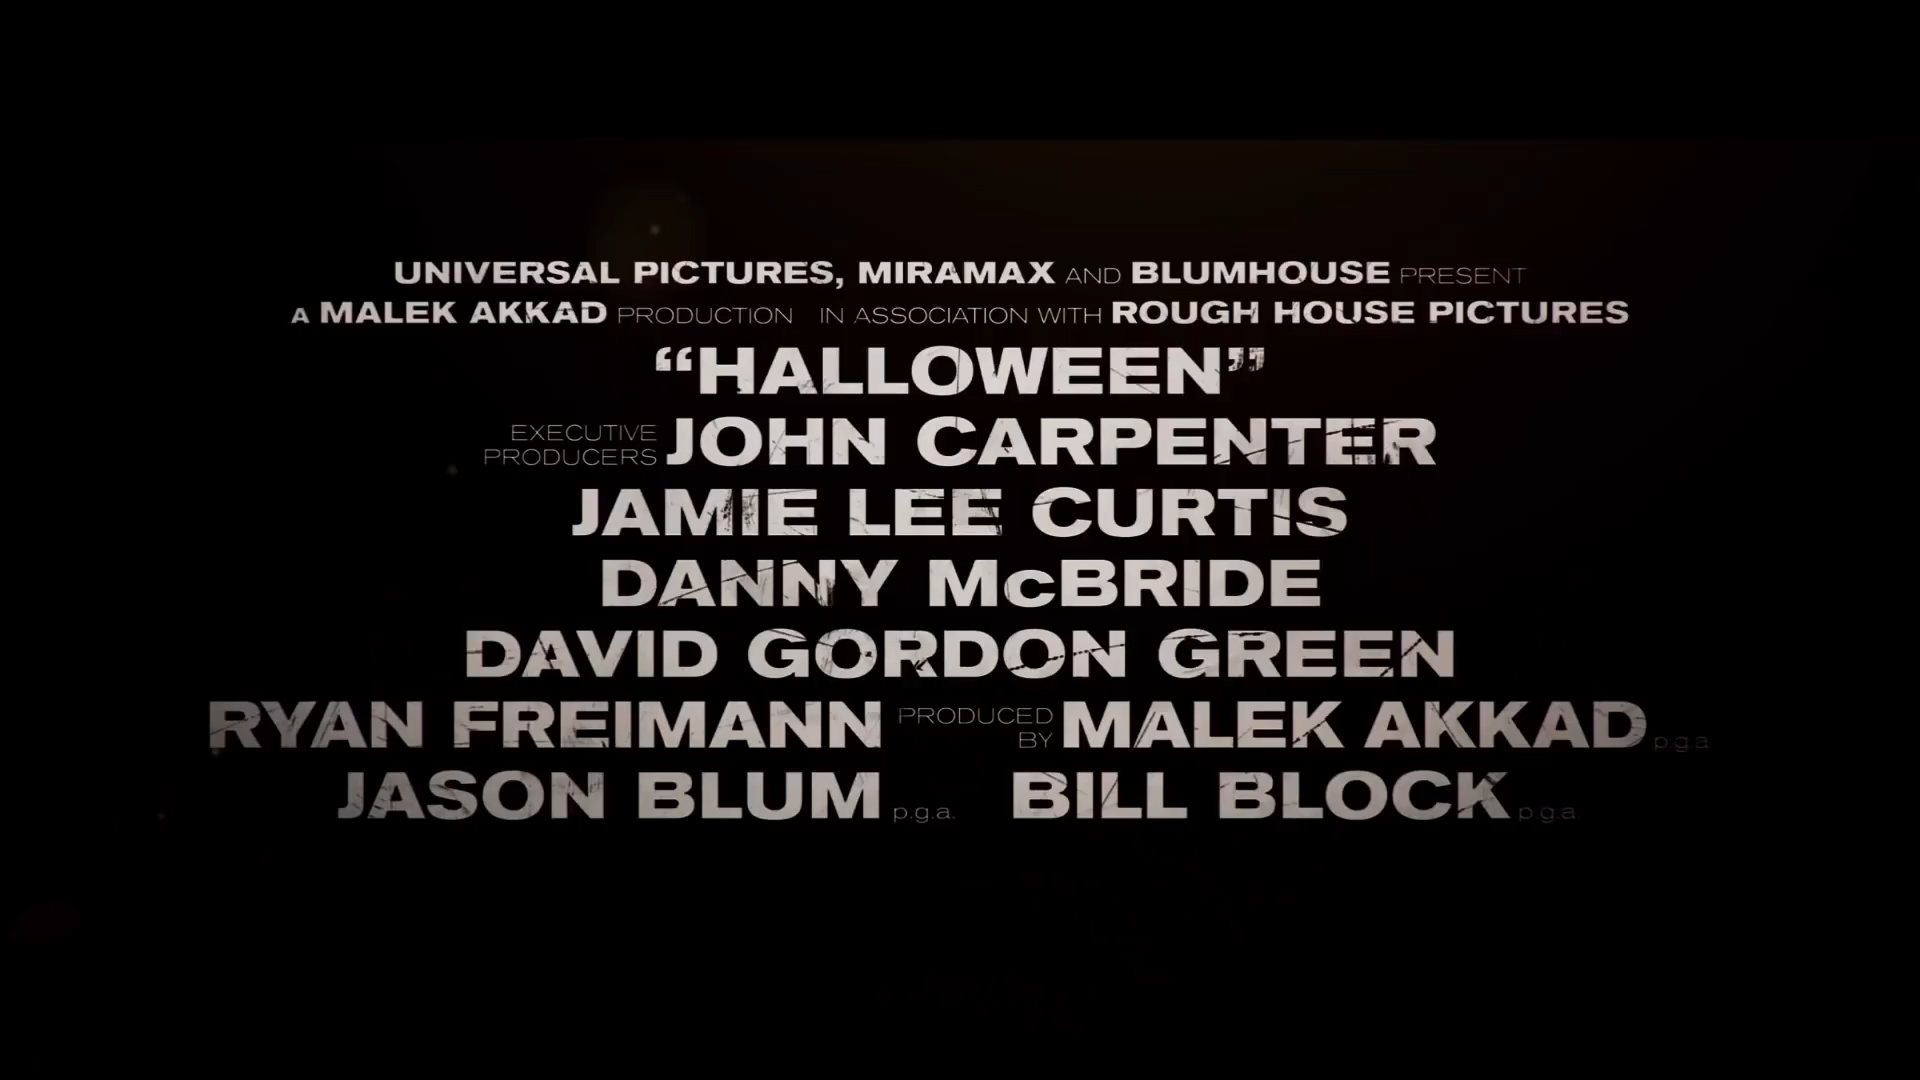 UNIVERSAL PICTURES, MIRAMAX AND BLUMHOUSE PRESENT
A MALEK AKKAD PRODUCTION IN ASSOCIATION WITH ROUGH HOUSE PICTURES
“HALLOWEEN”
EXECUTIVE PRODUCERS JOHN CARPENTER
JAMIE LEE CURTIS
DANNY McBRIDE
DAVID GORDON GREEN
RYAN FREIMANN PRODUCED BY MALEK AKKAD p.g.a
JASON BLUM p.g.a. BILL BLOCK p.g.a